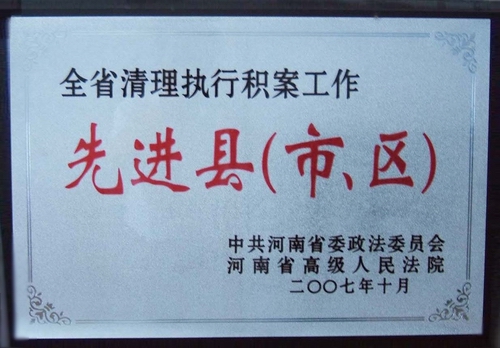 全省清理执行积案工作
先进县(市、区)
中共河南省委政法委员会
河南省高级人民法院
二〇〇七年十月